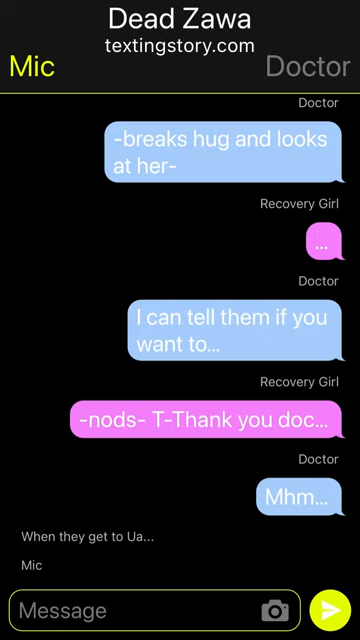 Dead Zawa
textingstory.com
Mic
Doctor
Doctor
-breaks hug and looks
at her-
Recovery Girl
...
Doctor
I can tell them if you
want to...
Recovery Girl
-nods- T-Thank you doc...
Doctor
Mhm...
When they get to Ua...
Mic
Message